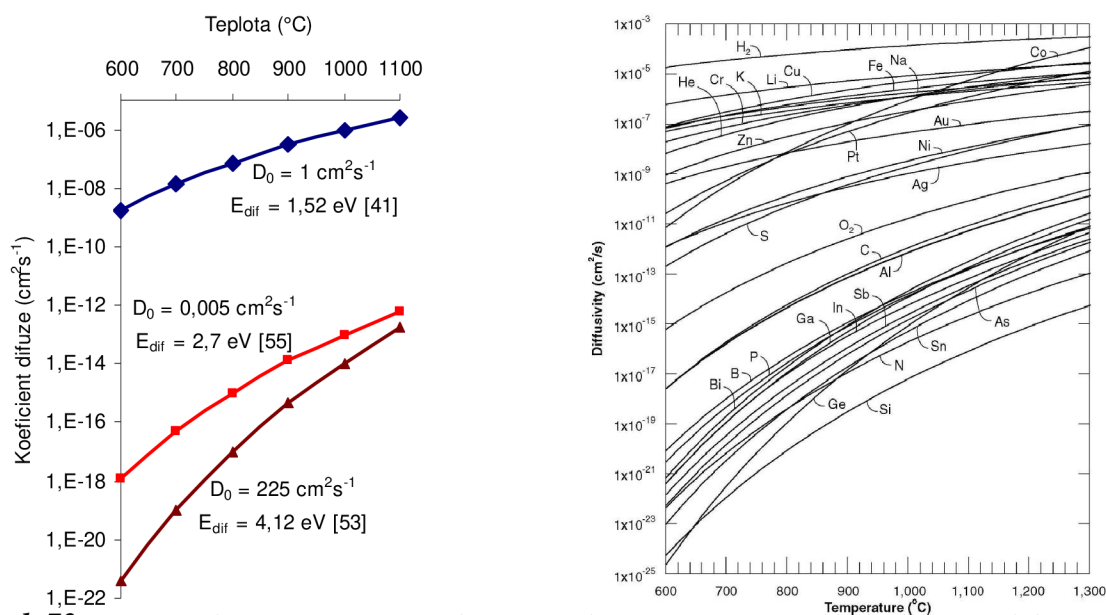 Teplota (°C)
600 700 800 900 1000 1100
Koeficient difuze (cm²s⁻¹)
1,E-06
1,E-08
1,E-10
1,E-12
1,E-14
1,E-16
1,E-18
1,E-20
1,E-22
D₀ = 1 cm²s⁻¹
E_dif = 1,52 eV [41]
D₀ = 0,005 cm²s⁻¹
E_dif = 2,7 eV [55]
D₀ = 225 cm²s⁻¹
E_dif = 4,12 eV [53]
Diffusivity (cm²/s)
1x10⁻³
1x10⁻⁵
1x10⁻⁷
1x10⁻⁹
1x10⁻¹¹
1x10⁻¹³
1x10⁻¹⁵
1x10⁻¹⁷
1x10⁻¹⁹
1x10⁻²¹
1x10⁻²³
1x10⁻²⁵
H₂
Co
Fe
Na
Cu
Li
K
Cr
He
Au
Zn
Pt
Ni
Ag
S
O₂
C
Al
Sb
In
Ga
As
Sn
P
B
N
Bi
Ge
Si
600 700 800 900 1,000 1,100 1,200 1,300
Temperature (°C)